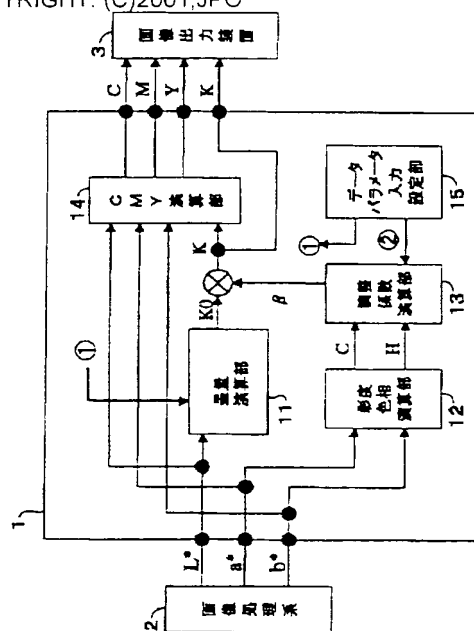 YRIGHT: (C)2001,JPO
1
2
画像処理系
L*
a*
b*
①
墨量
演算部
11
彩度
色相
演算部
12
C
H
K0
β
調整
係数
演算部
13
K
14
CMY演算部
①
②
データ
パラメータ
入力
設定部
15
C
M
Y
K
3
画像出力装置